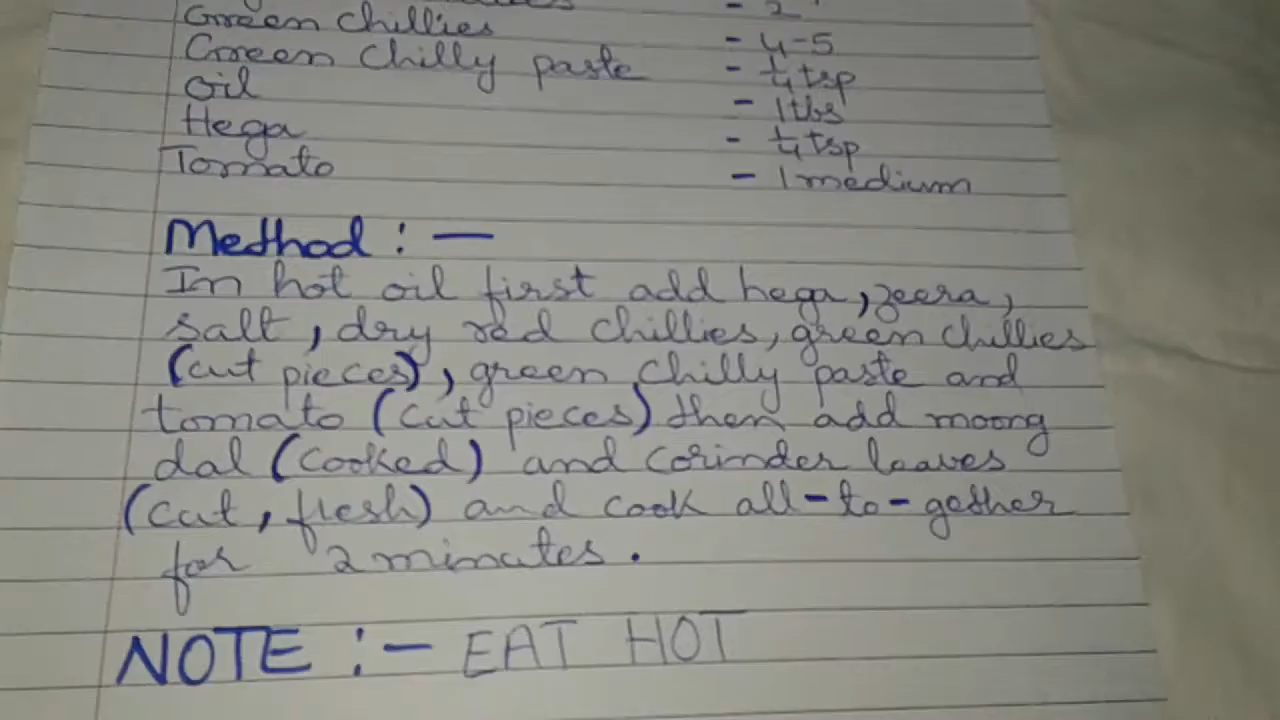 - 2
Green Chillies - 4-5
Green Chilly paste - 1/4 tsp
Oil - 1 tbs
Hega - 1/4 tsp
Tomato - 1 medium
Method : —
In hot oil first add hega, zeera,
salt, dry red chillies, green chillies
(cut pieces), green chilly paste and
tomato (cut pieces) then add moong
dal (cooked) and corinder leaves
(cut, flesh) and cook all-to-gether
for 2 minutes.
NOTE :- EAT HOT